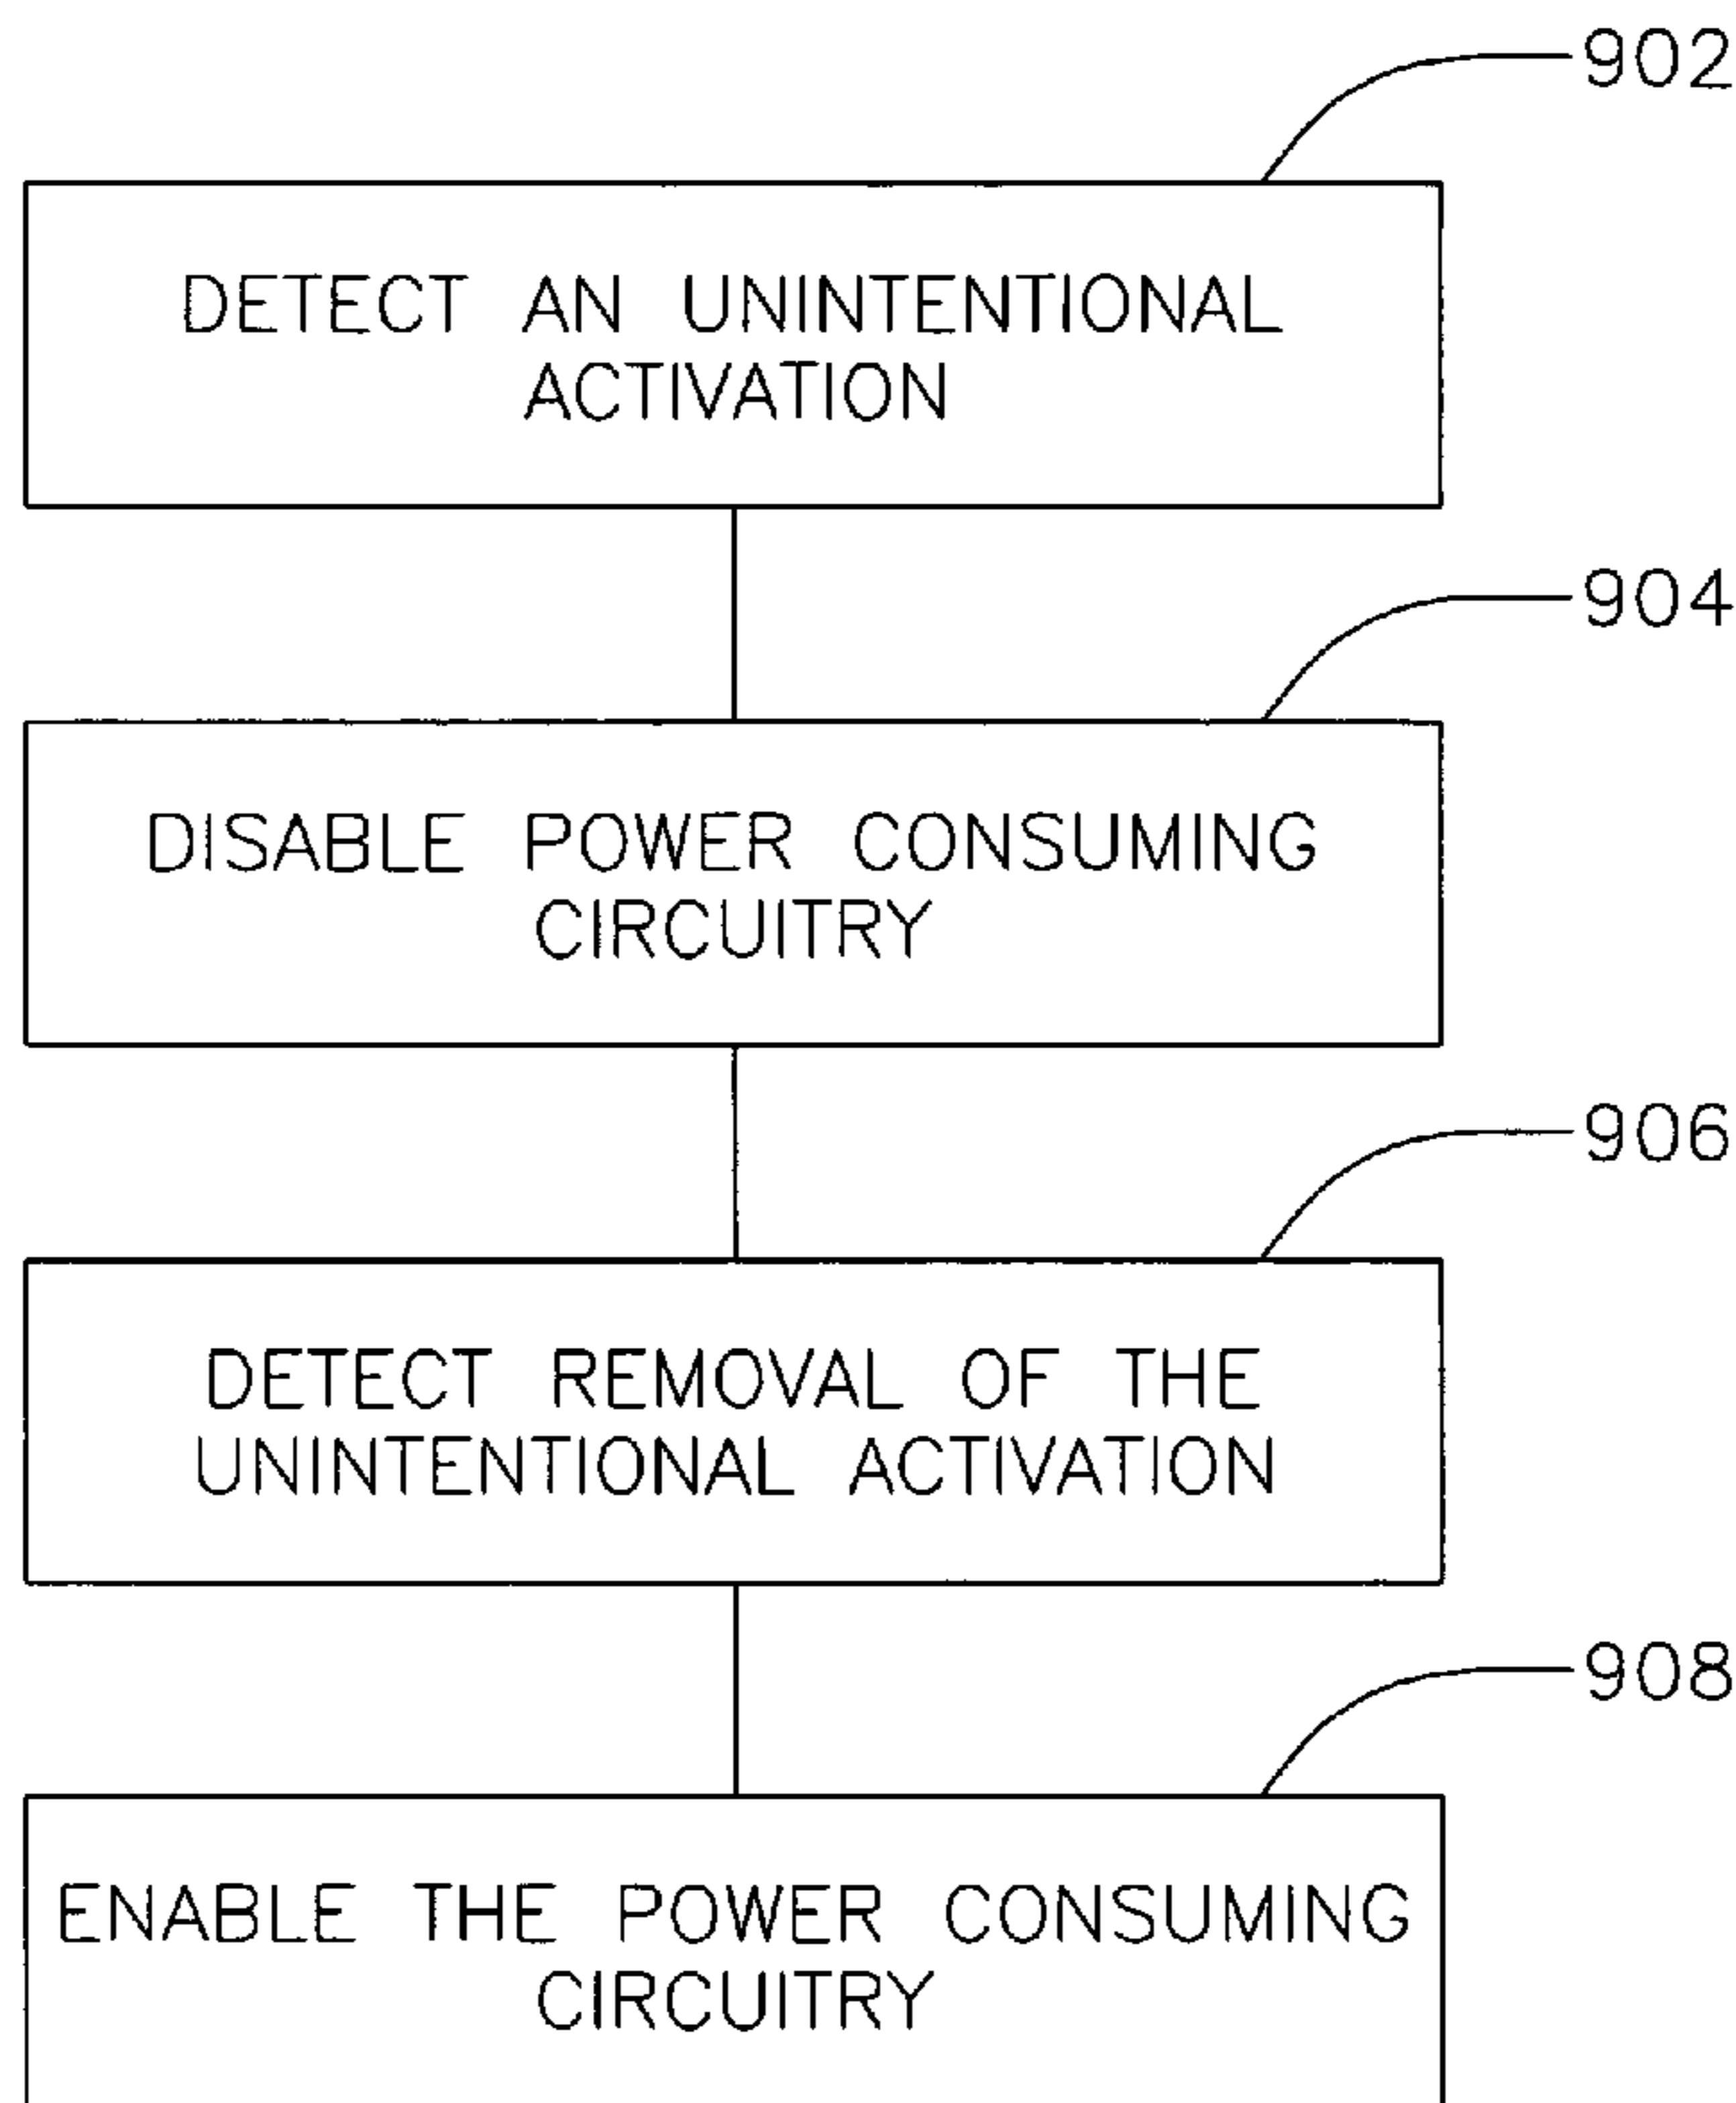 902
DETECT AN UNINTENTIONAL
ACTIVATION
904
DISABLE POWER CONSUMING
CIRCUITRY
906
DETECT REMOVAL OF THE
UNINTENTIONAL ACTIVATION
908
ENABLE THE POWER CONSUMING
CIRCUITRY